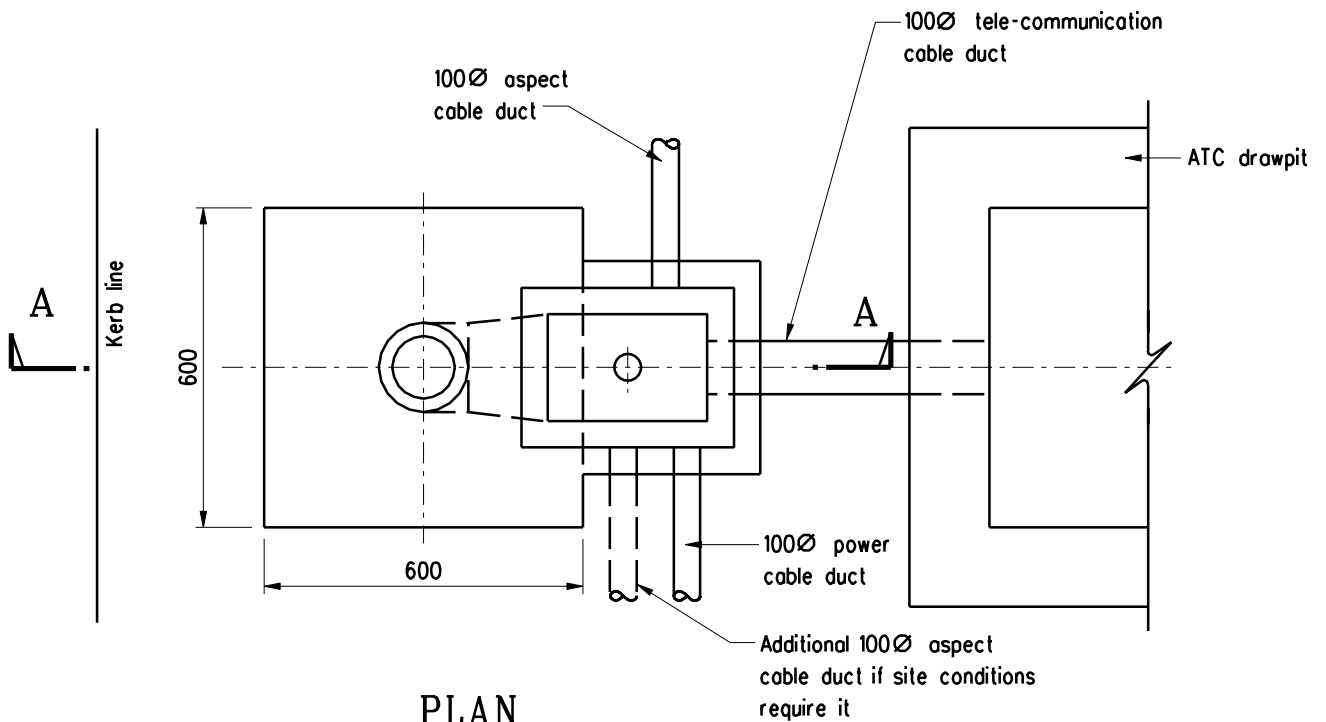 100Ø tele-communication
cable duct
100Ø aspect
cable duct
ATC drawpit
Kerb line
A
A
600
600
100Ø power
cable duct
Additional 100Ø aspect
cable duct if site conditions
require it
PLAN